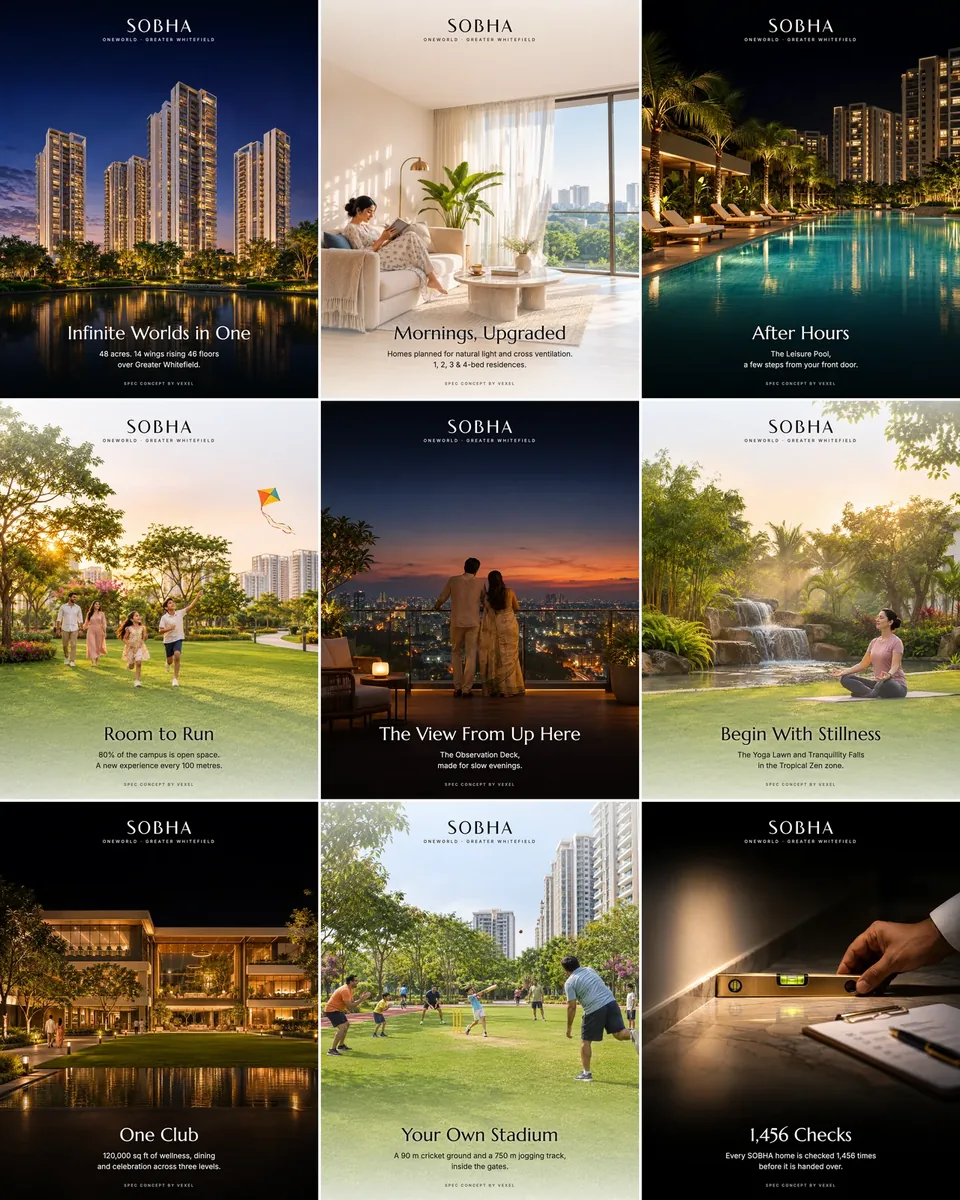 SOBHA
ONEWORLD · GREATER WHITEFIELD
Infinite Worlds in One
48 acres. 14 wings rising 46 floors
over Greater Whitefield.
SPEC CONCEPT BY VEXEL
SOBHA
ONEWORLD · GREATER WHITEFIELD
Mornings, Upgraded
Homes planned for natural light and cross ventilation.
1, 2, 3 & 4-bed residences.
SPEC CONCEPT BY VEXEL
SOBHA
ONEWORLD · GREATER WHITEFIELD
After Hours
The Leisure Pool,
a few steps from your front door.
SPEC CONCEPT BY VEXEL
SOBHA
ONEWORLD · GREATER WHITEFIELD
Room to Run
80% of the campus is open space.
A new experience every 100 metres.
SPEC CONCEPT BY VEXEL
SOBHA
ONEWORLD · GREATER WHITEFIELD
The View From Up Here
The Observation Deck,
made for slow evenings.
SPEC CONCEPT BY VEXEL
SOBHA
ONEWORLD · GREATER WHITEFIELD
Begin With Stillness
The Yoga Lawn and Tranquillity Falls
in the Tropical Zen zone.
SPEC CONCEPT BY VEXEL
SOBHA
ONEWORLD · GREATER WHITEFIELD
One Club
120,000 sq ft of wellness, dining
and celebration across three levels.
SPEC CONCEPT BY VEXEL
SOBHA
ONEWORLD · GREATER WHITEFIELD
Your Own Stadium
A 90 m cricket ground and a 750 m jogging track,
inside the gates.
SPEC CONCEPT BY VEXEL
SOBHA
ONEWORLD · GREATER WHITEFIELD
1,456 Checks
Every SOBHA home is checked 1,456 times
before it is handed over.
SPEC CONCEPT BY VEXEL